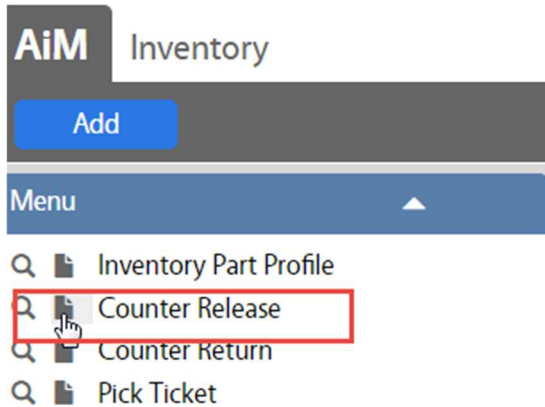 AiM Inventory
Add
Menu
Inventory Part Profile
Counter Release
Counter Return
Pick Ticket